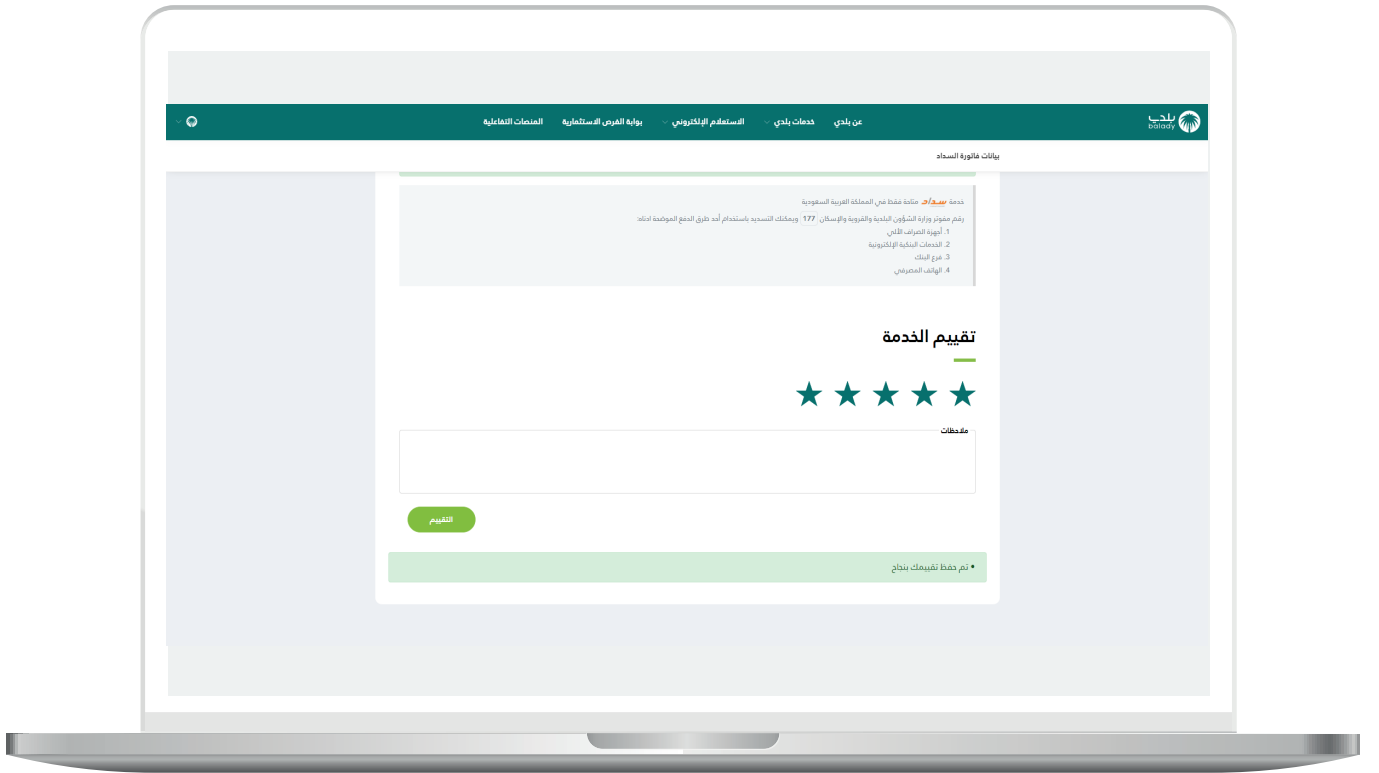 بلدي
balady
عن بلدي
خدمات بلدي
الاستعلام الإلكتروني
بوابة الفرص الاستثمارية
المنصات التفاعلية
بيانات فاتورة السداد
خدمة سداد متاحة فقط في المملكة العربية السعودية
رقم مفوتر وزارة الشؤون البلدية والقروية والإسكان 177 ويمكنك التسديد باستخدام أحد طرق الدفع الموضحة ادناه:
1. أجهزة الصراف الآلي
2. الخدمات البنكية الإلكترونية
3. فرع البنك
4. الهاتف المصرفي
تقييم الخدمة
ملاحظات
التقييم
• تم حفظ تقييمك بنجاح